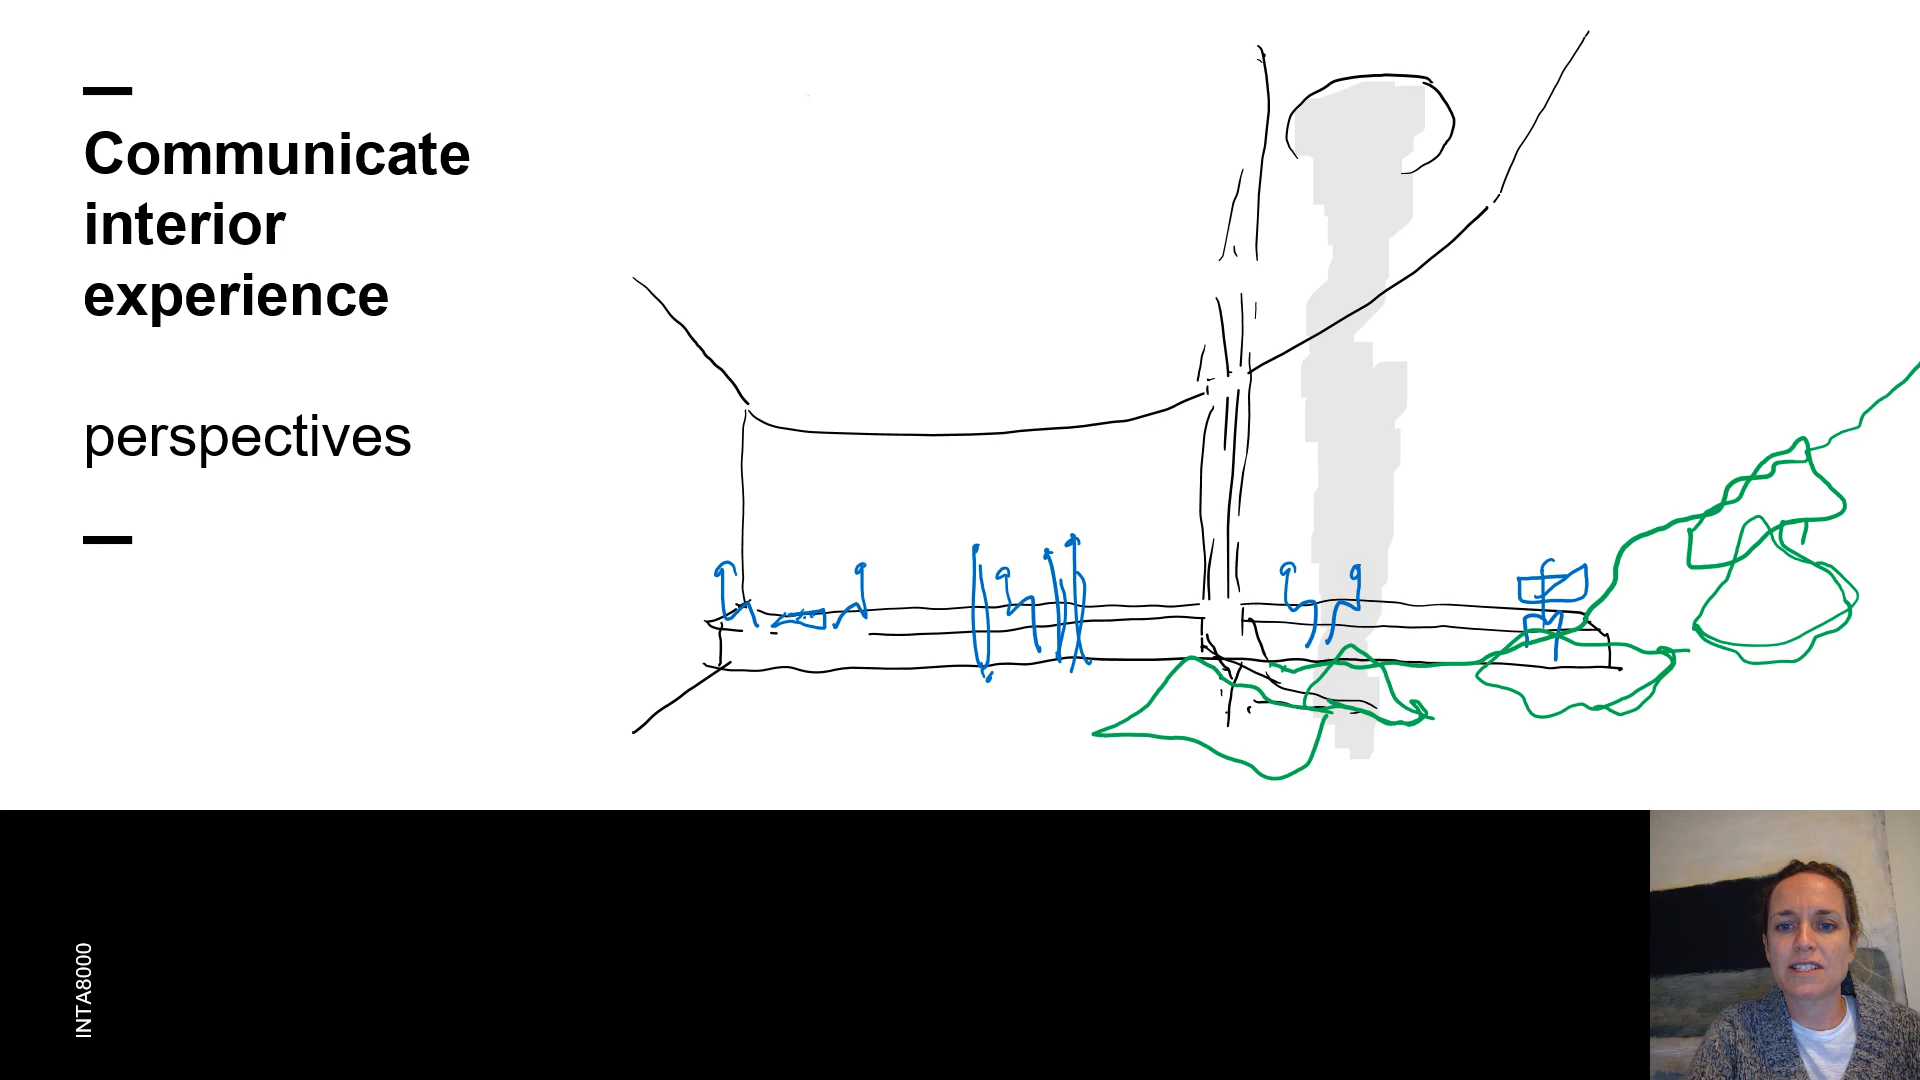 Communicate
interior
experience
perspectives
INTA8000